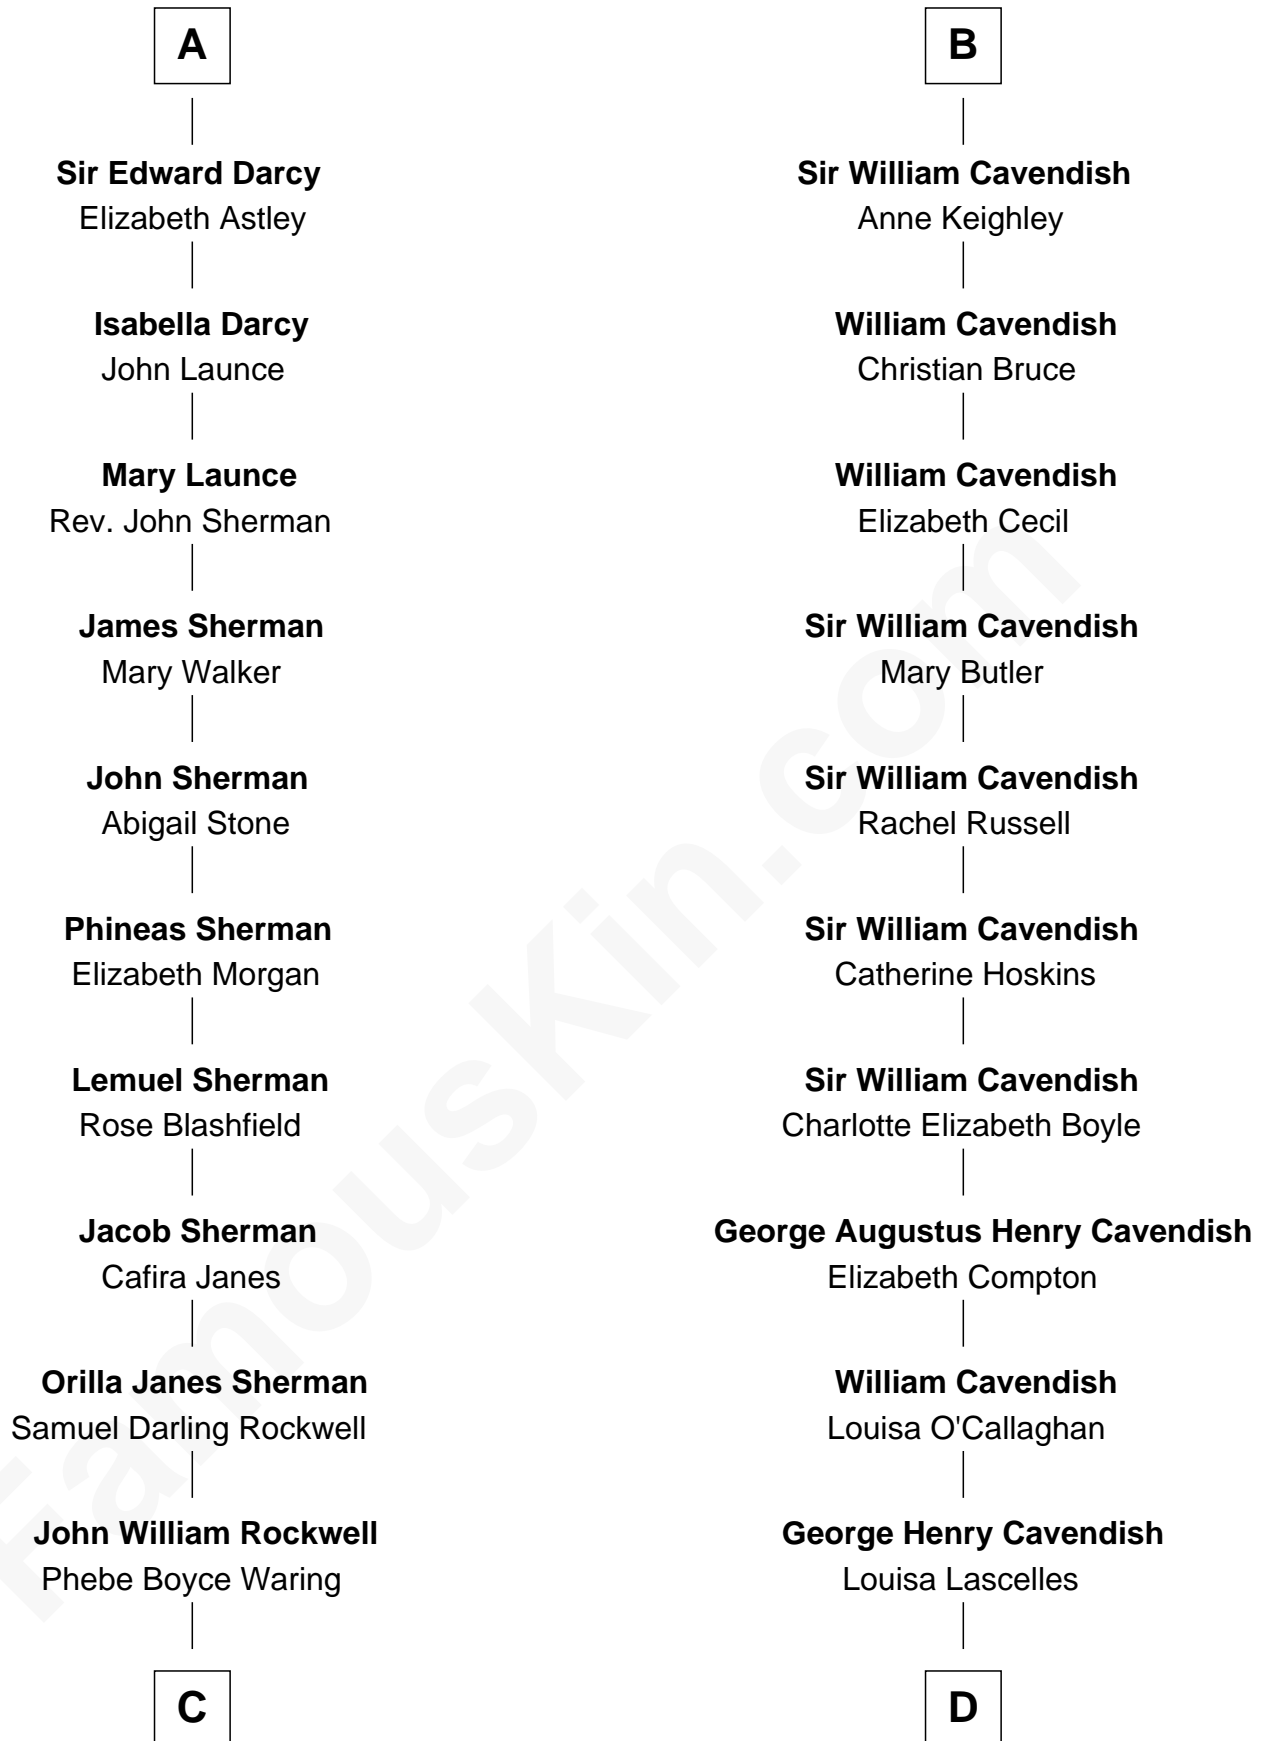 A
Sir Edward Darcy
Elizabeth Astley
Isabella Darcy
John Launce
Mary Launce
Rev. John Sherman
James Sherman
Mary Walker
John Sherman
Abigail Stone
Phineas Sherman
Elizabeth Morgan
Lemuel Sherman
Rose Blashfield
Jacob Sherman
Cafira Janes
Orilla Janes Sherman
Samuel Darling Rockwell
John William Rockwell
Phebe Boyce Waring
C
B
Sir William Cavendish
Anne Keighley
William Cavendish
Christian Bruce
William Cavendish
Elizabeth Cecil
Sir William Cavendish
Mary Butler
Sir William Cavendish
Rachel Russell
Sir William Cavendish
Catherine Hoskins
Sir William Cavendish
Charlotte Elizabeth Boyle
George Augustus Henry Cavendish
Elizabeth Compton
William Cavendish
Louisa O'Callaghan
George Henry Cavendish
Louisa Lascelles
D
FamousKin.com